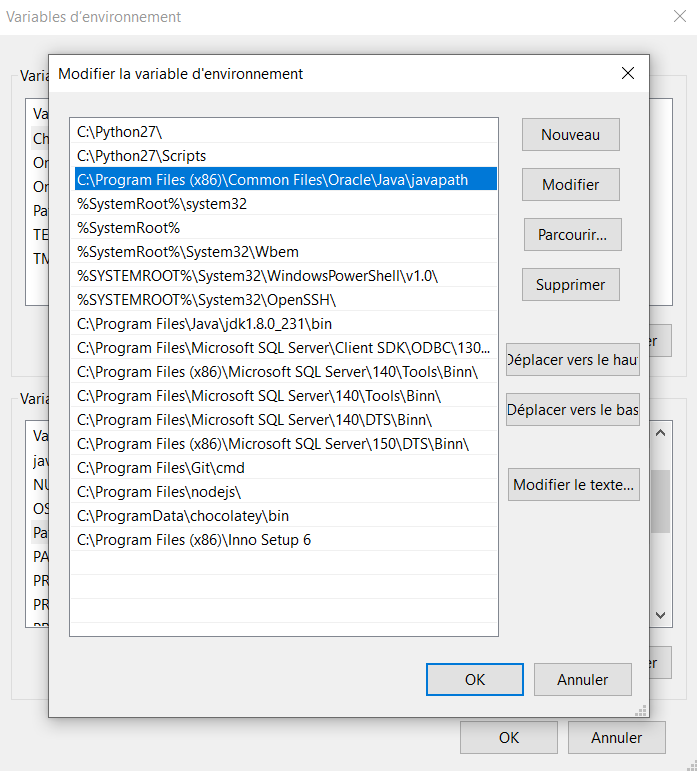 Variables d'environnement
Modifier la variable d'environnement
Varia
Va
Ch
On
On
Pa
TE
TM
C:\Python27\
C:\Python27\Scripts
C:\Program Files (x86)\Common Files\Oracle\Java\javapath
%SystemRoot%\system32
%SystemRoot%
%SystemRoot%\System32\Wbem
%SYSTEMROOT%\System32\WindowsPowerShell\v1.0\
%SYSTEMROOT%\System32\OpenSSH\
C:\Program Files\Java\jdk1.8.0_231\bin
C:\Program Files\Microsoft SQL Server\Client SDK\ODBC\130...
C:\Program Files (x86)\Microsoft SQL Server\140\Tools\Binn\
C:\Program Files\Microsoft SQL Server\140\Tools\Binn\
C:\Program Files\Microsoft SQL Server\140\DTS\Binn\
C:\Program Files (x86)\Microsoft SQL Server\150\DTS\Binn\
C:\Program Files\Git\cmd
C:\Program Files\nodejs\
C:\ProgramData\chocolatey\bin
C:\Program Files (x86)\Inno Setup 6
Nouveau
Modifier
Parcourir...
Supprimer
Déplacer vers le hau
Déplacer vers le bas
Modifier le texte...
er
Varia
Va
jav
NU
OS
Pa
PA
PR
PR
er
OK
Annuler
OK
Annuler